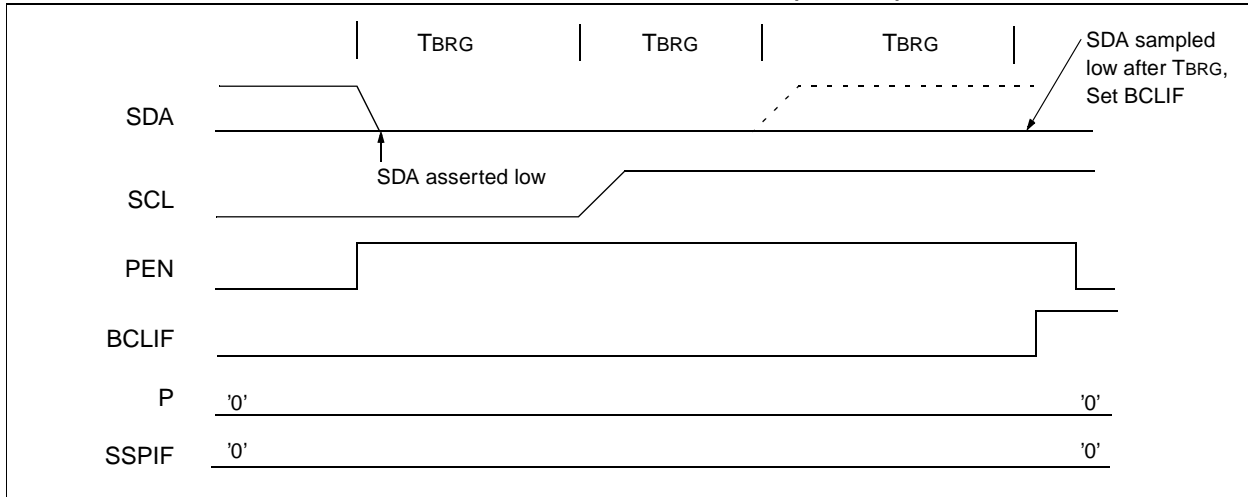 TBRG TBRG TBRG
SDA sampled
low after TBRG,
Set BCLIF
SDA
SDA asserted low
SCL
PEN
BCLIF
P '0' '0'
SSPIF '0' '0'